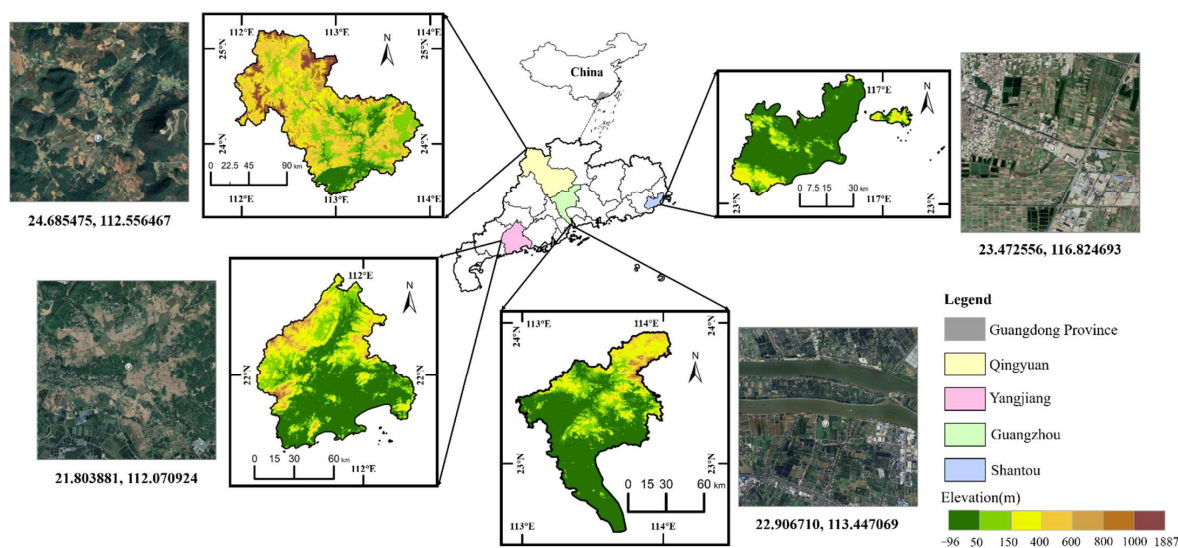 112°E 113°E 114°E
25°N
24°N
N
0 22.5 45 90 km
112°E 113°E 114°E
24.685475, 112.556467
China
117°E
N
0 7.5 15 30 km
23°N
23°N
117°E
23.472556, 116.824693
112°E
N
22°N
22°N
0 15 30 60 km
112°E
21.803881, 112.070924
113°E 114°E
24°N
24°N
N
23°N
23°N
0 15 30 60 km
113°E 114°E
22.906710, 113.447069
Legend
Guangdong Province
Qingyuan
Yangjiang
Guangzhou
Shantou
Elevation(m)
−96 50 150 400 600 800 1000 1887